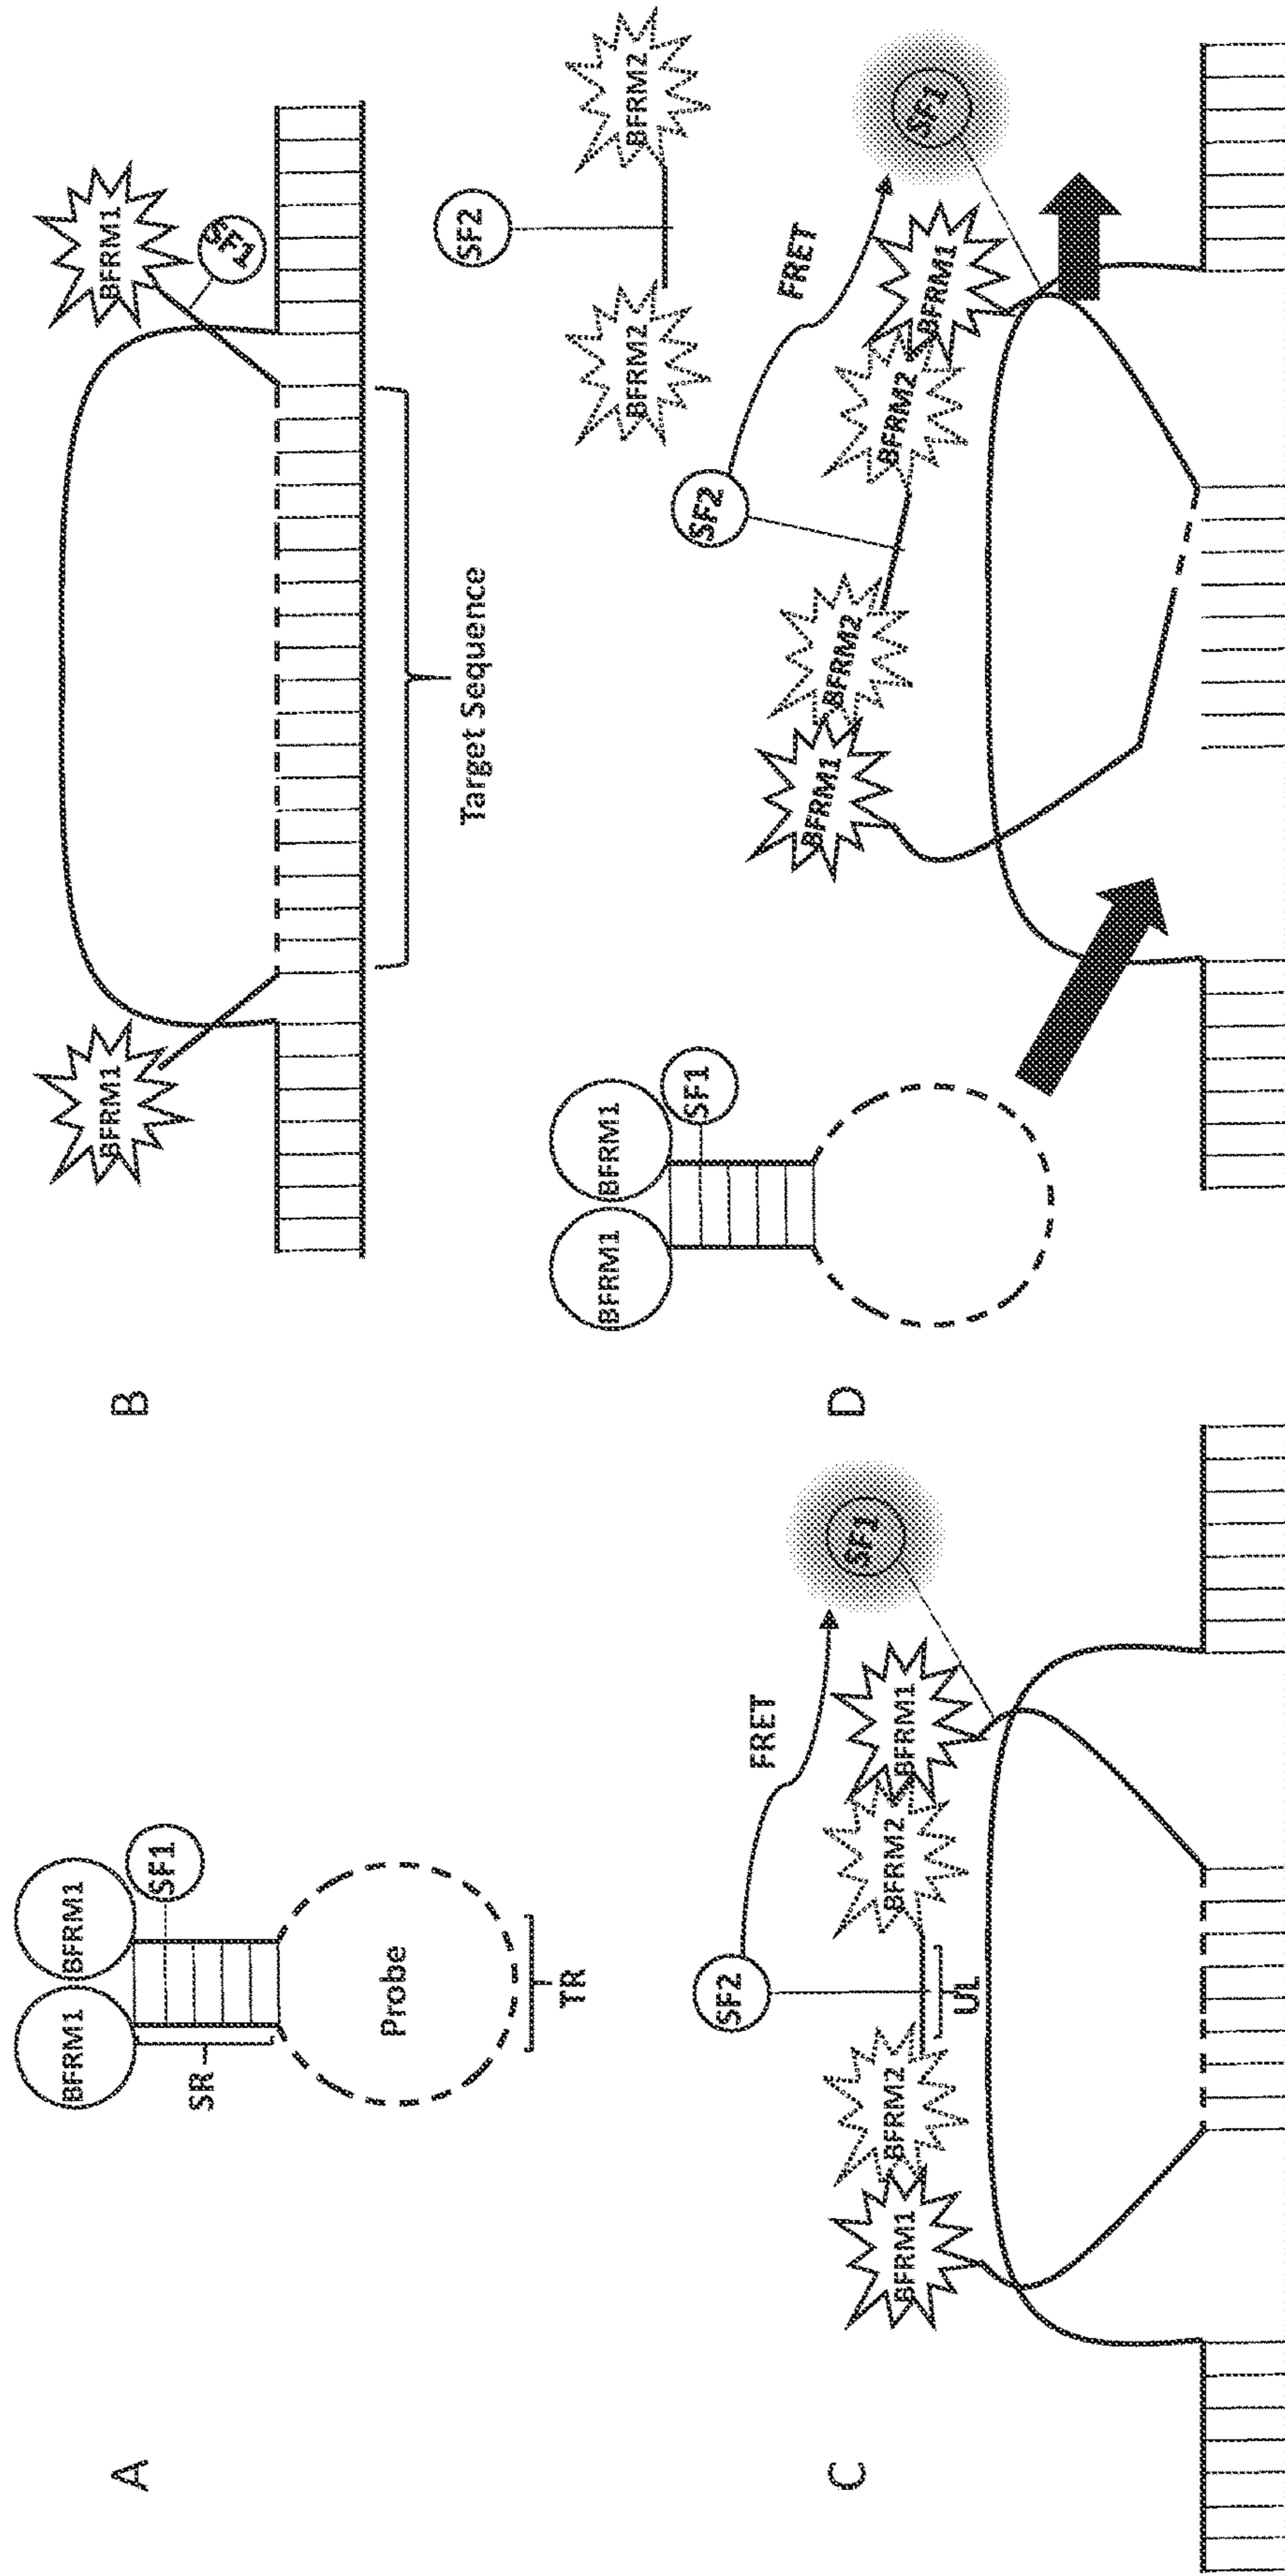 A
BFRM1
BFRM1
SF1
SR
Probe
TR
B
BFRM1
BFRM1
SF1
Target Sequence
SF2
BFRM2
BFRM2
C
SF2
FRET
SF1
BFRM1
BFRM2
BFRM2
BFRM1
UL
D
BFRM1
BFRM1
SF1
SF2
FRET
SF1
BFRM1
BFRM2
BFRM2
BFRM1